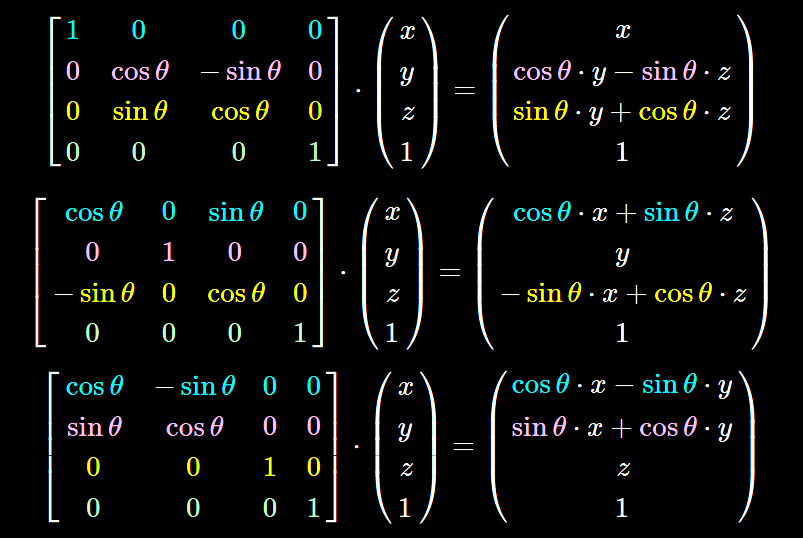 [1 0 0 0; 0 cos θ − sin θ 0; 0 sin θ cos θ 0; 0 0 0 1] · (x; y; z; 1) = (x; cos θ · y − sin θ · z; sin θ · y + cos θ · z; 1)
[cos θ 0 sin θ 0; 0 1 0 0; − sin θ 0 cos θ 0; 0 0 0 1] · (x; y; z; 1) = (cos θ · x + sin θ · z; y; − sin θ · x + cos θ · z; 1)
[cos θ − sin θ 0 0; sin θ cos θ 0 0; 0 0 1 0; 0 0 0 1] · (x; y; z; 1) = (cos θ · x − sin θ · y; sin θ · x + cos θ · y; z; 1)